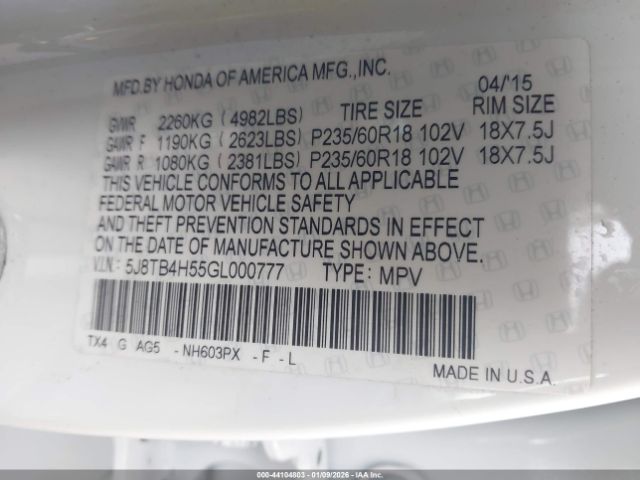 MFD.BY HONDA OF AMERICA MFG.,INC. 04/'15
GVWR 2260KG ( 4982LBS) TIRE SIZE RIM SIZE
GAWR F 1190KG ( 2623LBS) P235/60R18 102V 18X7.5J
GAWR R 1080KG ( 2381LBS) P235/60R18 102V 18X7.5J
THIS VEHICLE CONFORMS TO ALL APPLICABLE
FEDERAL MOTOR VEHICLE SAFETY
AND THEFT PREVENTION STANDARDS IN EFFECT
ON THE DATE OF MANUFACTURE SHOWN ABOVE.
V.I.N.: 5J8TB4H55GL000777 TYPE: MPV
TX4 G AG5 -NH603PX -F -L
MADE IN U.S.A.
000-44104803 | 01/09/2026 | IAA Inc.